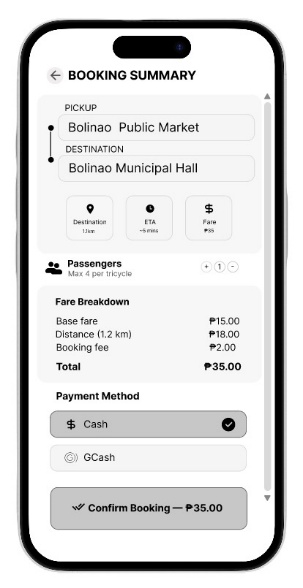 BOOKING SUMMARY
PICKUP
Bolinao Public Market
DESTINATION
Bolinao Municipal Hall
Destination ETA Fare
~5 mins ₱35
Passengers
Max 4 per tricycle
+ 1 -
Fare Breakdown
Base fare ₱15.00
Distance (1.2 km) ₱18.00
Booking fee ₱2.00
Total ₱35.00
Payment Method
$ Cash
GCash
Confirm Booking — ₱35.00